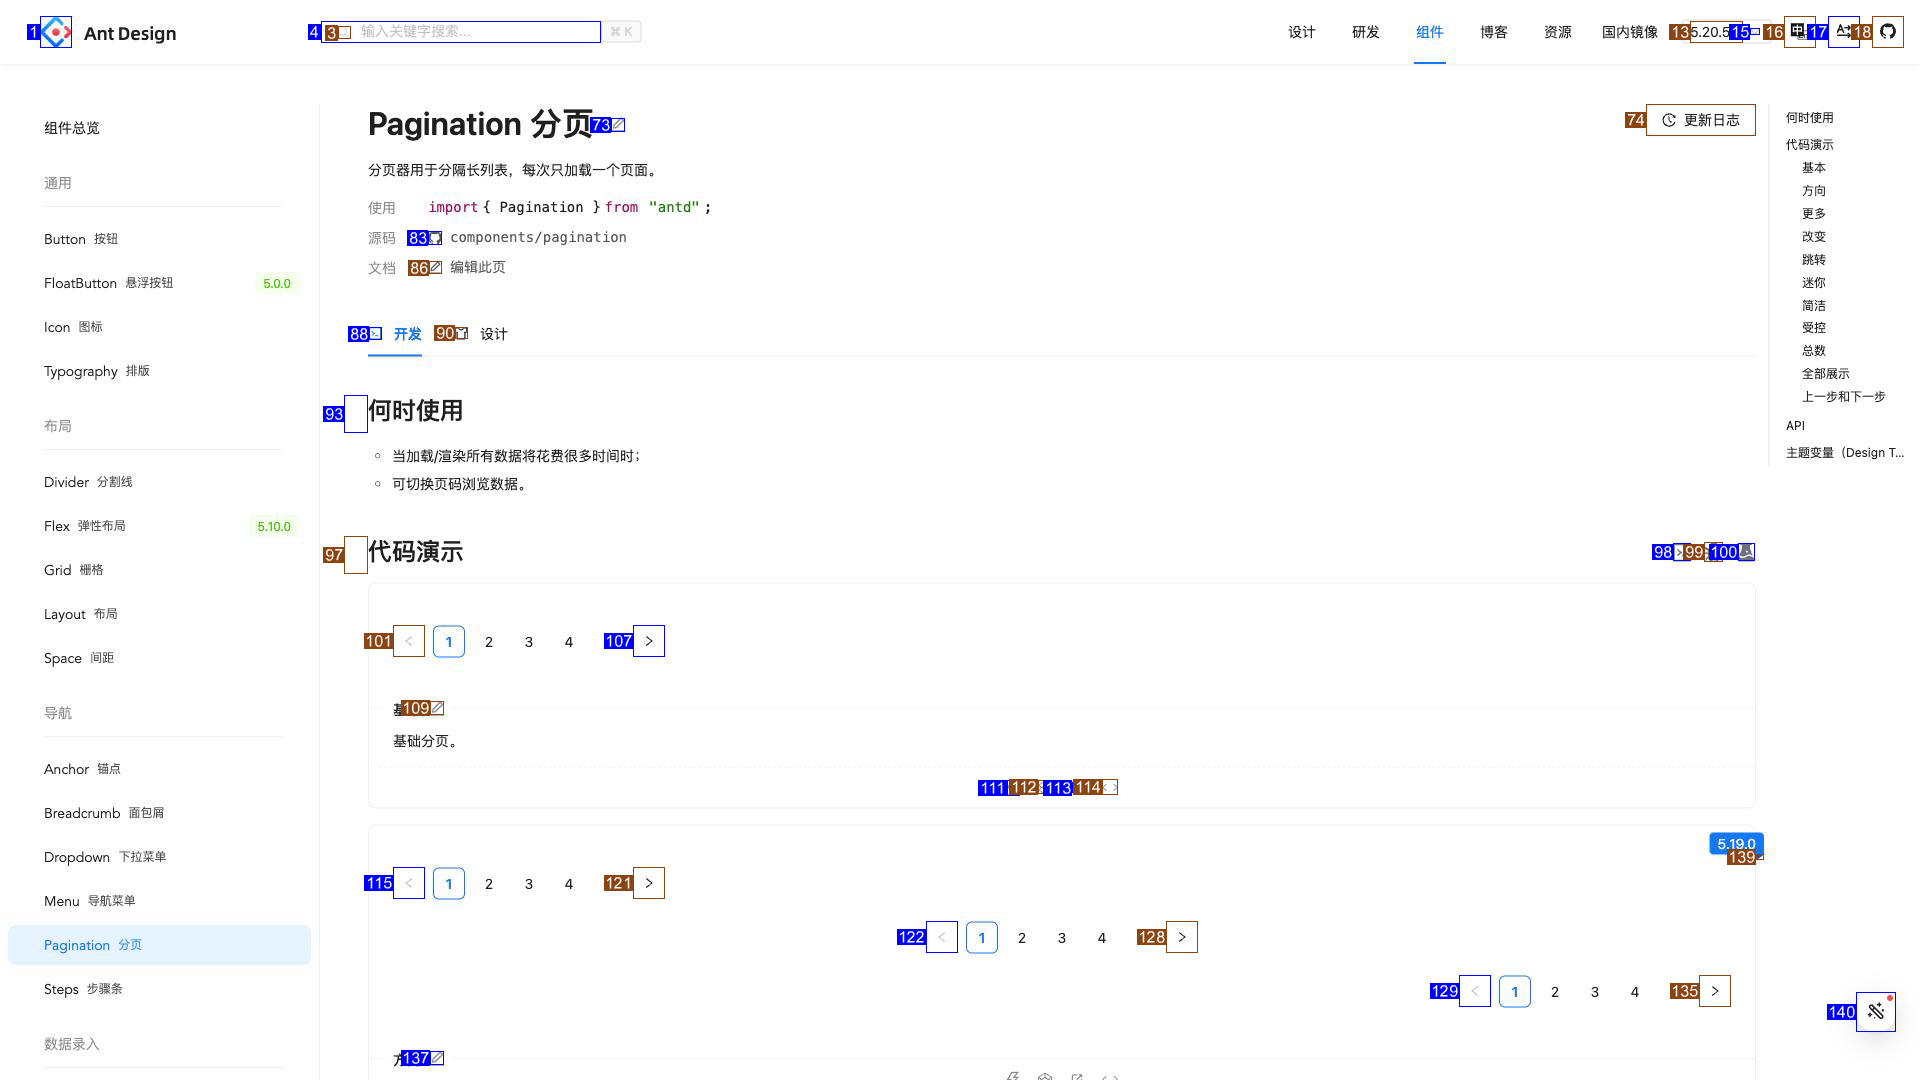 1 Ant Design
4 3 输入关键字搜索... ⌘ K
设计 研发 组件 博客 资源 国内镜像 13 5.20.5 15 16 中 17 18
组件总览
通用
Button 按钮
FloatButton 悬浮按钮 5.0.0
Icon 图标
Typography 排版
布局
Divider 分割线
Flex 弹性布局 5.10.0
Grid 栅格
Layout 布局
Space 间距
导航
Anchor 锚点
Breadcrumb 面包屑
Dropdown 下拉菜单
Menu 导航菜单
Pagination 分页
Steps 步骤条
数据录入
Pagination 分页 73
74 更新日志
分页器用于分隔长列表，每次只加载一个页面。
使用 import { Pagination } from "antd";
源码 83 components/pagination
文档 86 编辑此页
88 开发 90 设计
93 何时使用
当加载/渲染所有数据将花费很多时间时；
可切换页码浏览数据。
97 代码演示 98 99 100
101 < 1 2 3 4 107 >
109
基础分页。
111 112 113 114
5.19.0
139
115 < 1 2 3 4 121 >
122 < 1 2 3 4 128 >
129 < 1 2 3 4 135 >
137
何时使用
代码演示
基本
方向
更多
改变
跳转
迷你
简洁
受控
总数
全部展示
上一步和下一步
API
主题变量（Design T...
140